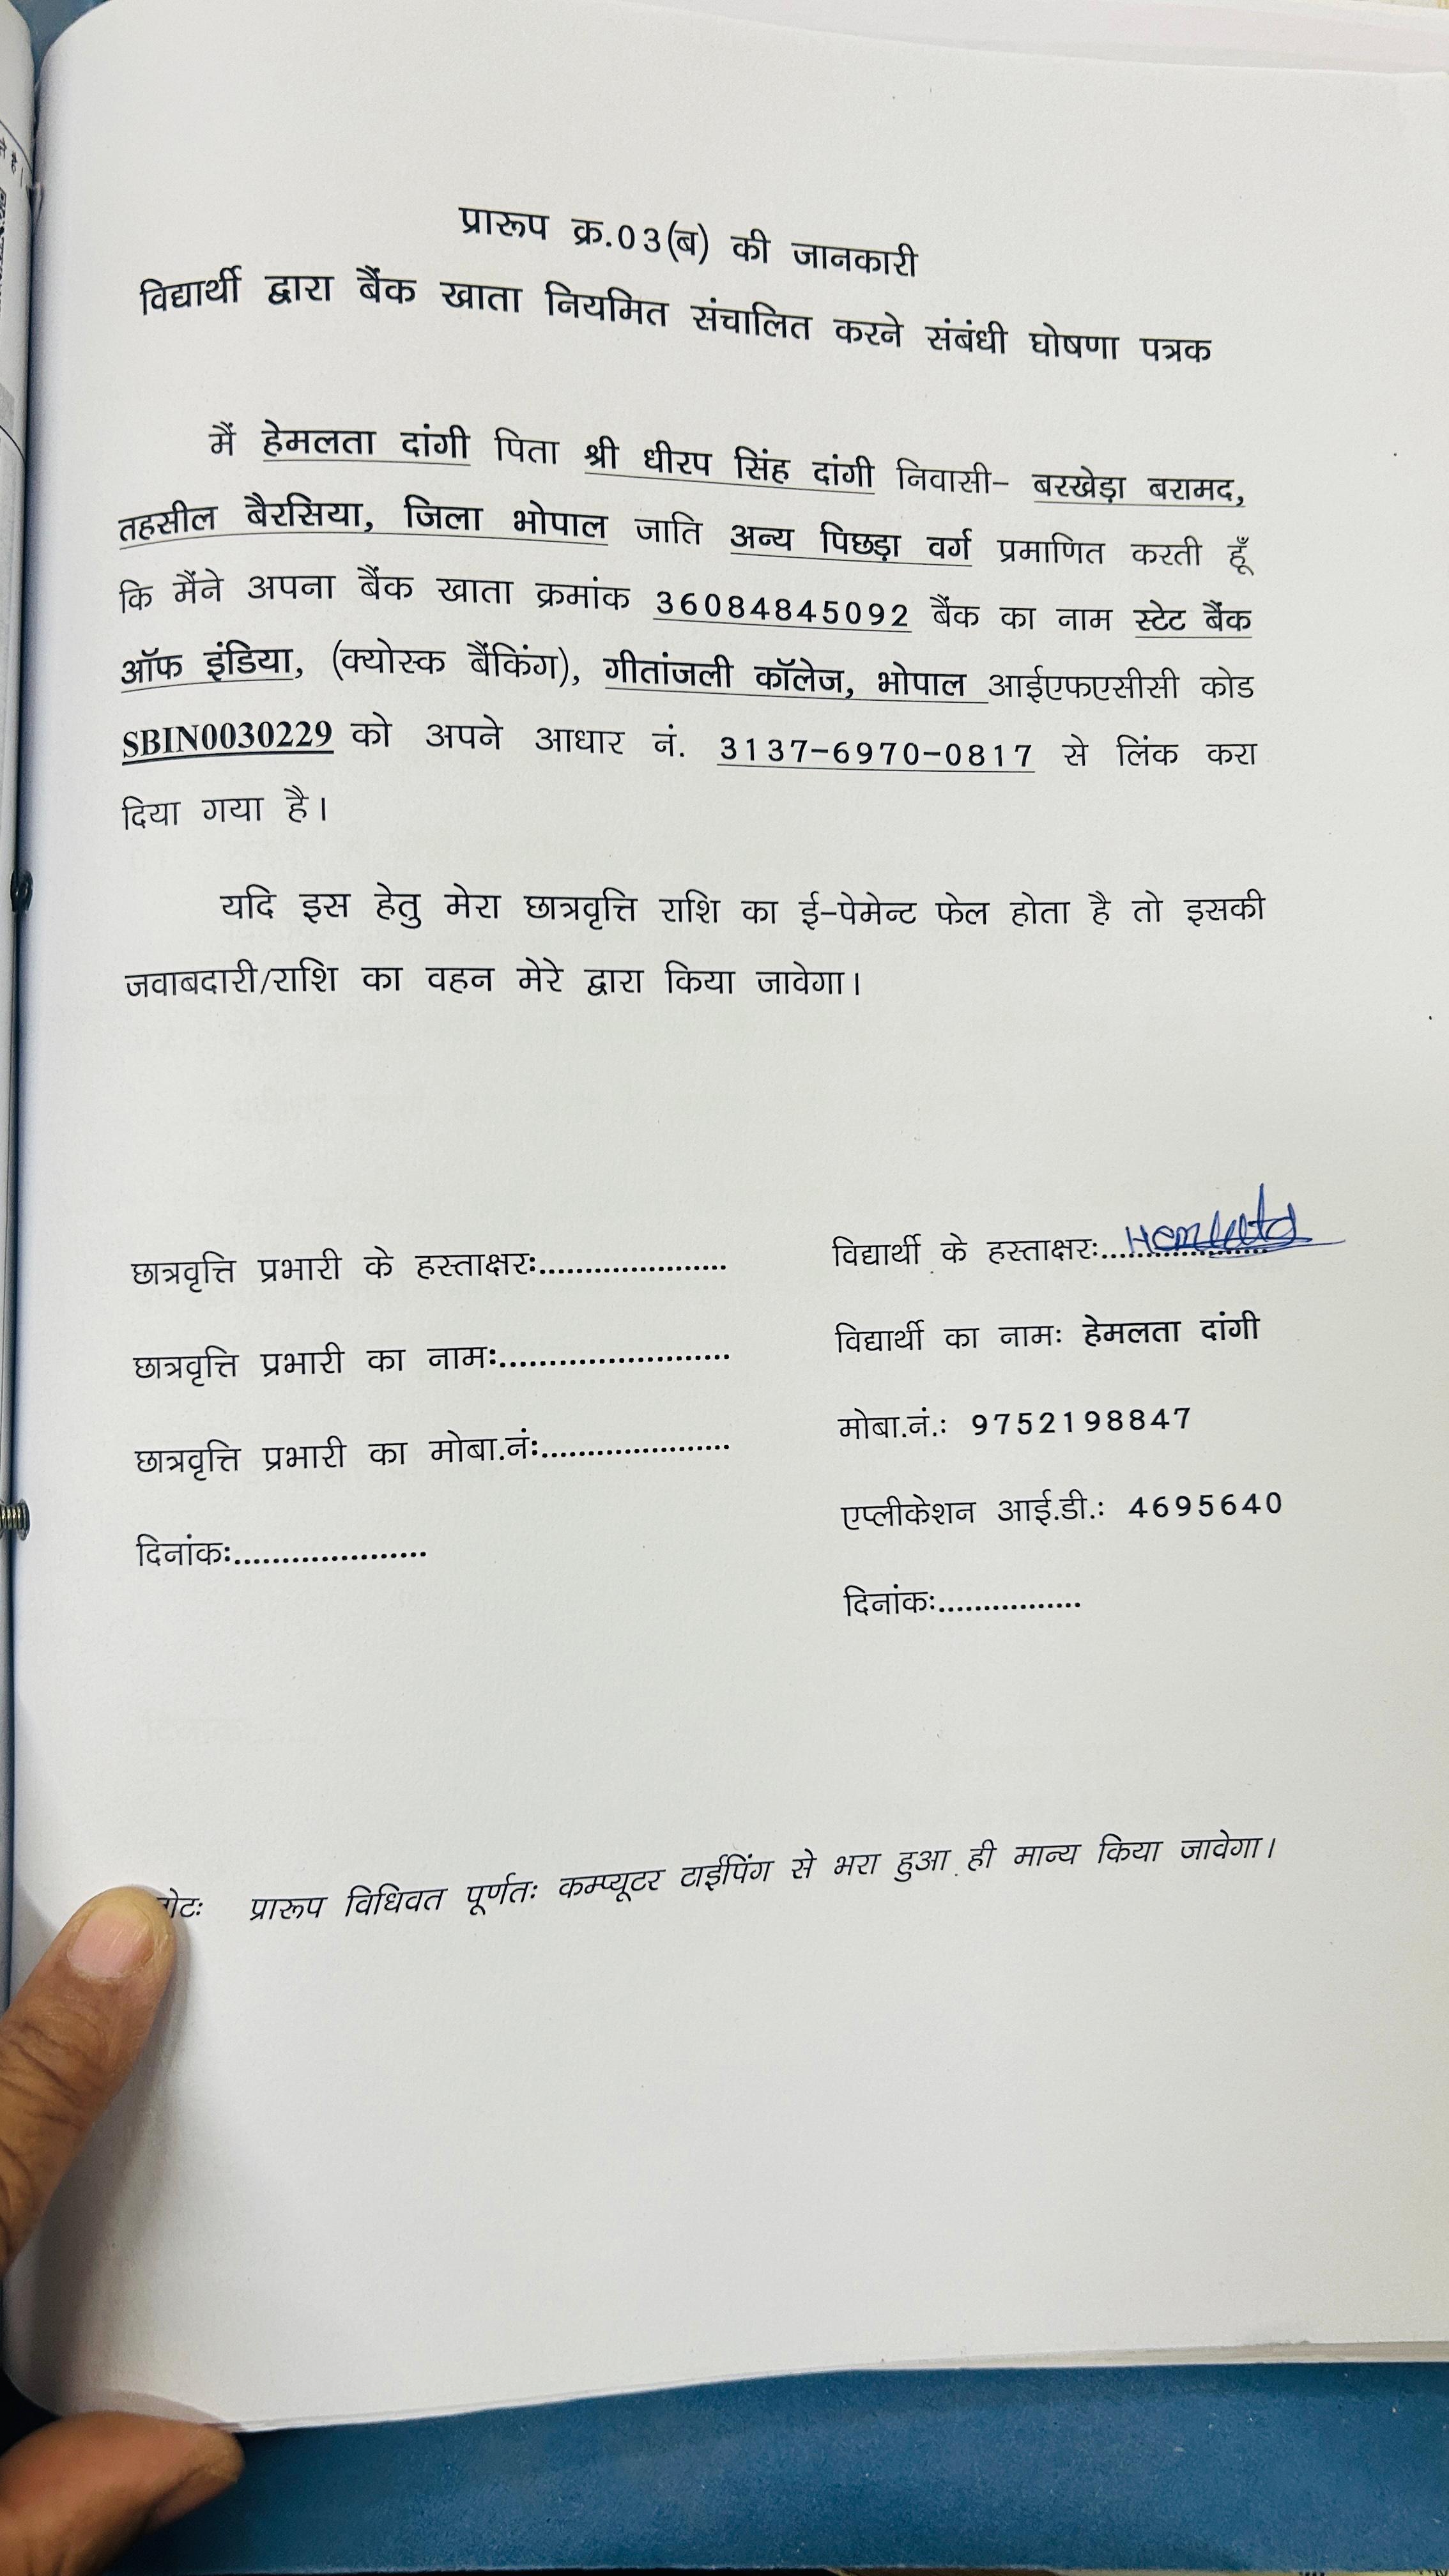 प्रारूप क्र.03(ब) की जानकारी
विद्यार्थी द्वारा बैंक खाता नियमित संचालित करने संबंधी घोषणा पत्रक
मैं हेमलता दांगी पिता श्री धीरप सिंह दांगी निवासी- बरखेड़ा बरामद,
तहसील बैरसिया, जिला भोपाल जाति अन्य पिछड़ा वर्ग प्रमाणित करती हूँ
कि मैंने अपना बैंक खाता क्रमांक 36084845092 बैंक का नाम स्टेट बैंक
ऑफ इंडिया, (क्योस्क बैंकिंग), गीतांजली कॉलेज, भोपाल आईएफएसीसी कोड
SBIN0030229 को अपने आधार नं. 3137-6970-0817 से लिंक करा
दिया गया है।
यदि इस हेतु मेरा छात्रवृत्ति राशि का ई-पेमेन्ट फेल होता है तो इसकी
जवाबदारी/राशि का वहन मेरे द्वारा किया जावेगा।
छात्रवृत्ति प्रभारी के हस्ताक्षरः.....................
छात्रवृत्ति प्रभारी का नामः.........................
छात्रवृत्ति प्रभारी का मोबा.नंः.....................
दिनांकः.....................
विद्यार्थी के हस्ताक्षरः.................. Hemlata
विद्यार्थी का नामः हेमलता दांगी
मोबा.नं.: 9752198847
एप्लीकेशन आई.डी.: 4695640
दिनांकः................
प्रारूप विधिवत पूर्णतः कम्प्यूटर टाईपिंग से भरा हुआ ही मान्य किया जावेगा।